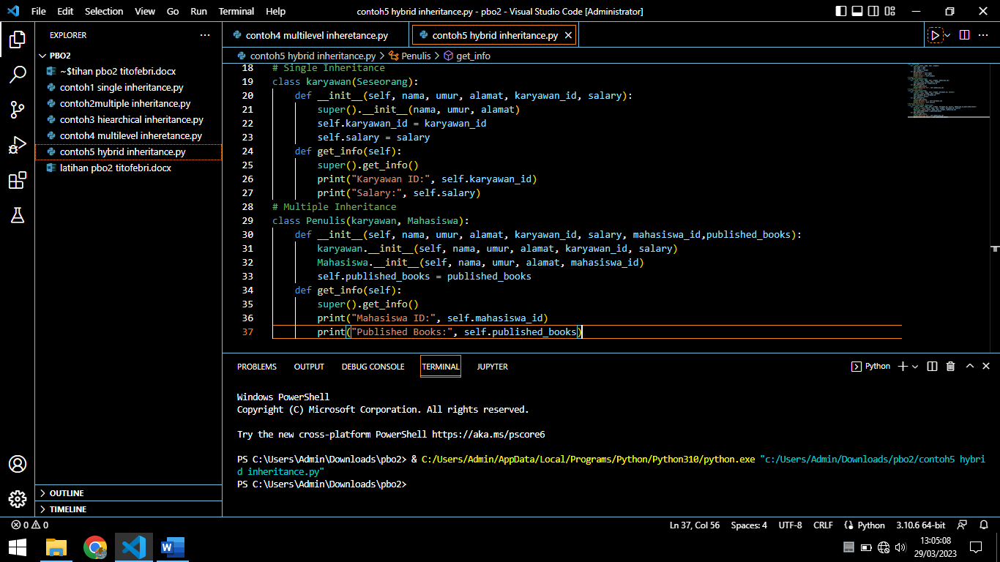 File Edit Selection View Go Run Terminal Help contoh5 hybrid inheritance.py - pbo2 - Visual Studio Code [Administrator]
EXPLORER
PBO2
~$tihan pbo2 titofebri.docx
contoh1 single inheritance.py
contoh2multiple inheritance.py
contoh3 hiearchical inheritance.py
contoh4 multilevel inheretance.py
contoh5 hybrid inheritance.py
latihan pbo2 titofebri.docx
OUTLINE
TIMELINE
contoh4 multilevel inheretance.py contoh5 hybrid inheritance.py
contoh5 hybrid inheritance.py > Penulis > get_info
18 # Single Inheritance
19 class karyawan(Seseorang):
20     def __init__(self, nama, umur, alamat, karyawan_id, salary):
21         super().__init__(nama, umur, alamat)
22         self.karyawan_id = karyawan_id
23         self.salary = salary
24     def get_info(self):
25         super().get_info()
26         print("Karyawan ID:", self.karyawan_id)
27         print("Salary:", self.salary)
28 # Multiple Inheritance
29 class Penulis(karyawan, Mahasiswa):
30     def __init__(self, nama, umur, alamat, karyawan_id, salary, mahasiswa_id,published_books):
31         karyawan.__init__(self, nama, umur, alamat, karyawan_id, salary)
32         Mahasiswa.__init__(self, nama, umur, alamat, mahasiswa_id)
33         self.published_books = published_books
34     def get_info(self):
35         super().get_info()
36         print("Mahasiswa ID:", self.mahasiswa_id)
37         print("Published Books:", self.published_books)
PROBLEMS OUTPUT DEBUG CONSOLE TERMINAL JUPYTER Python
Windows PowerShell
Copyright (C) Microsoft Corporation. All rights reserved.
Try the new cross-platform PowerShell https://aka.ms/pscore6
PS C:\Users\Admin\Downloads\pbo2> & C:/Users/Admin/AppData/Local/Programs/Python/Python310/python.exe "c:/Users/Admin/Downloads/pbo2/contoh5 hybri
d inheritance.py"
PS C:\Users\Admin\Downloads\pbo2>
0 0 Ln 37, Col 56 Spaces: 4 UTF-8 CRLF Python 3.10.6 64-bit
13:05:08
29/03/2023